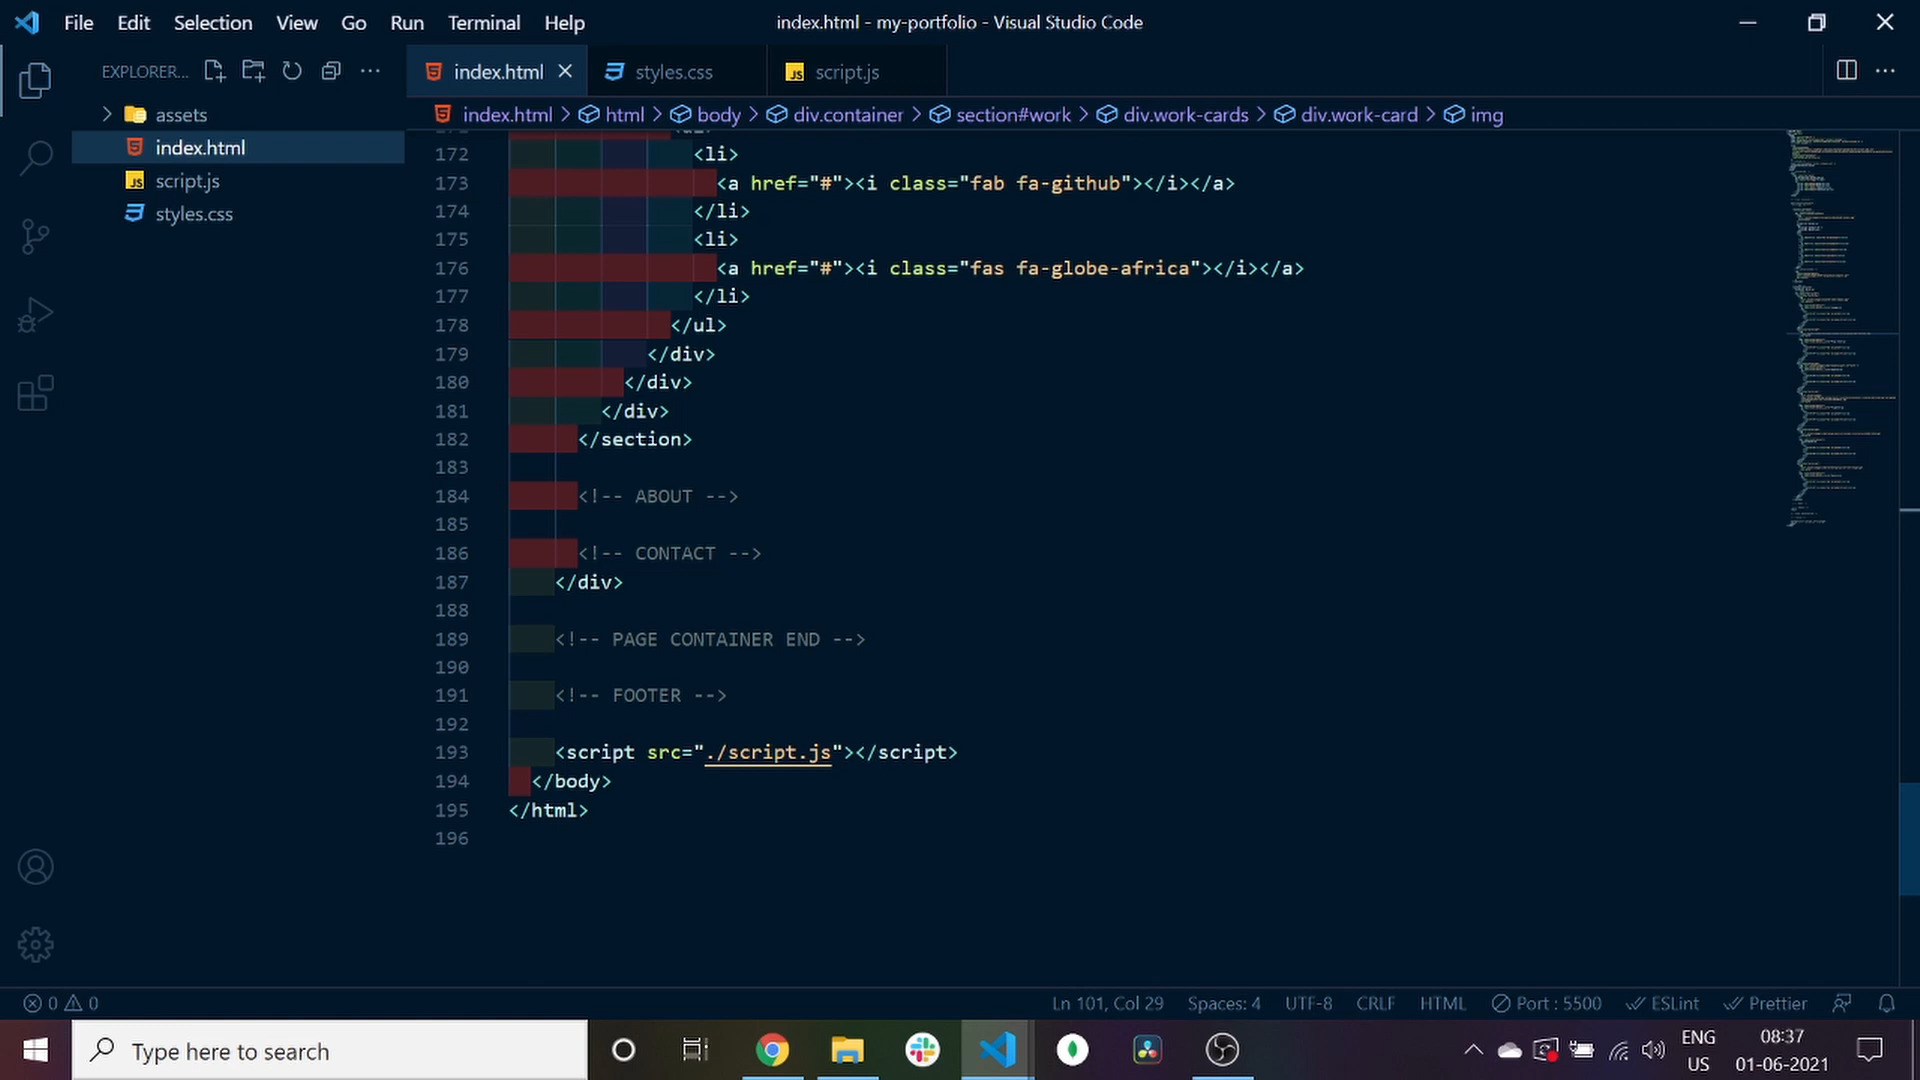 File Edit Selection View Go Run Terminal Help
index.html - my-portfolio - Visual Studio Code
EXPLORER...
index.html
styles.css
JS script.js
assets
index.html
JS script.js
styles.css
index.html > html > body > div.container > section#work > div.work-cards > div.work-card > img
172 <li>
173 <a href="#"><i class="fab fa-github"></i></a>
174 </li>
175 <li>
176 <a href="#"><i class="fas fa-globe-africa"></i></a>
177 </li>
178 </ul>
179 </div>
180 </div>
181 </div>
182 </section>
183
184 <!-- ABOUT -->
185
186 <!-- CONTACT -->
187 </div>
188
189 <!-- PAGE CONTAINER END -->
190
191 <!-- FOOTER -->
192
193 <script src="./script.js"></script>
194 </body>
195 </html>
196
0 0
Ln 101, Col 29 Spaces: 4 UTF-8 CRLF HTML Port : 5500 ESLint Prettier
Type here to search
ENG
US
08:37
01-06-2021